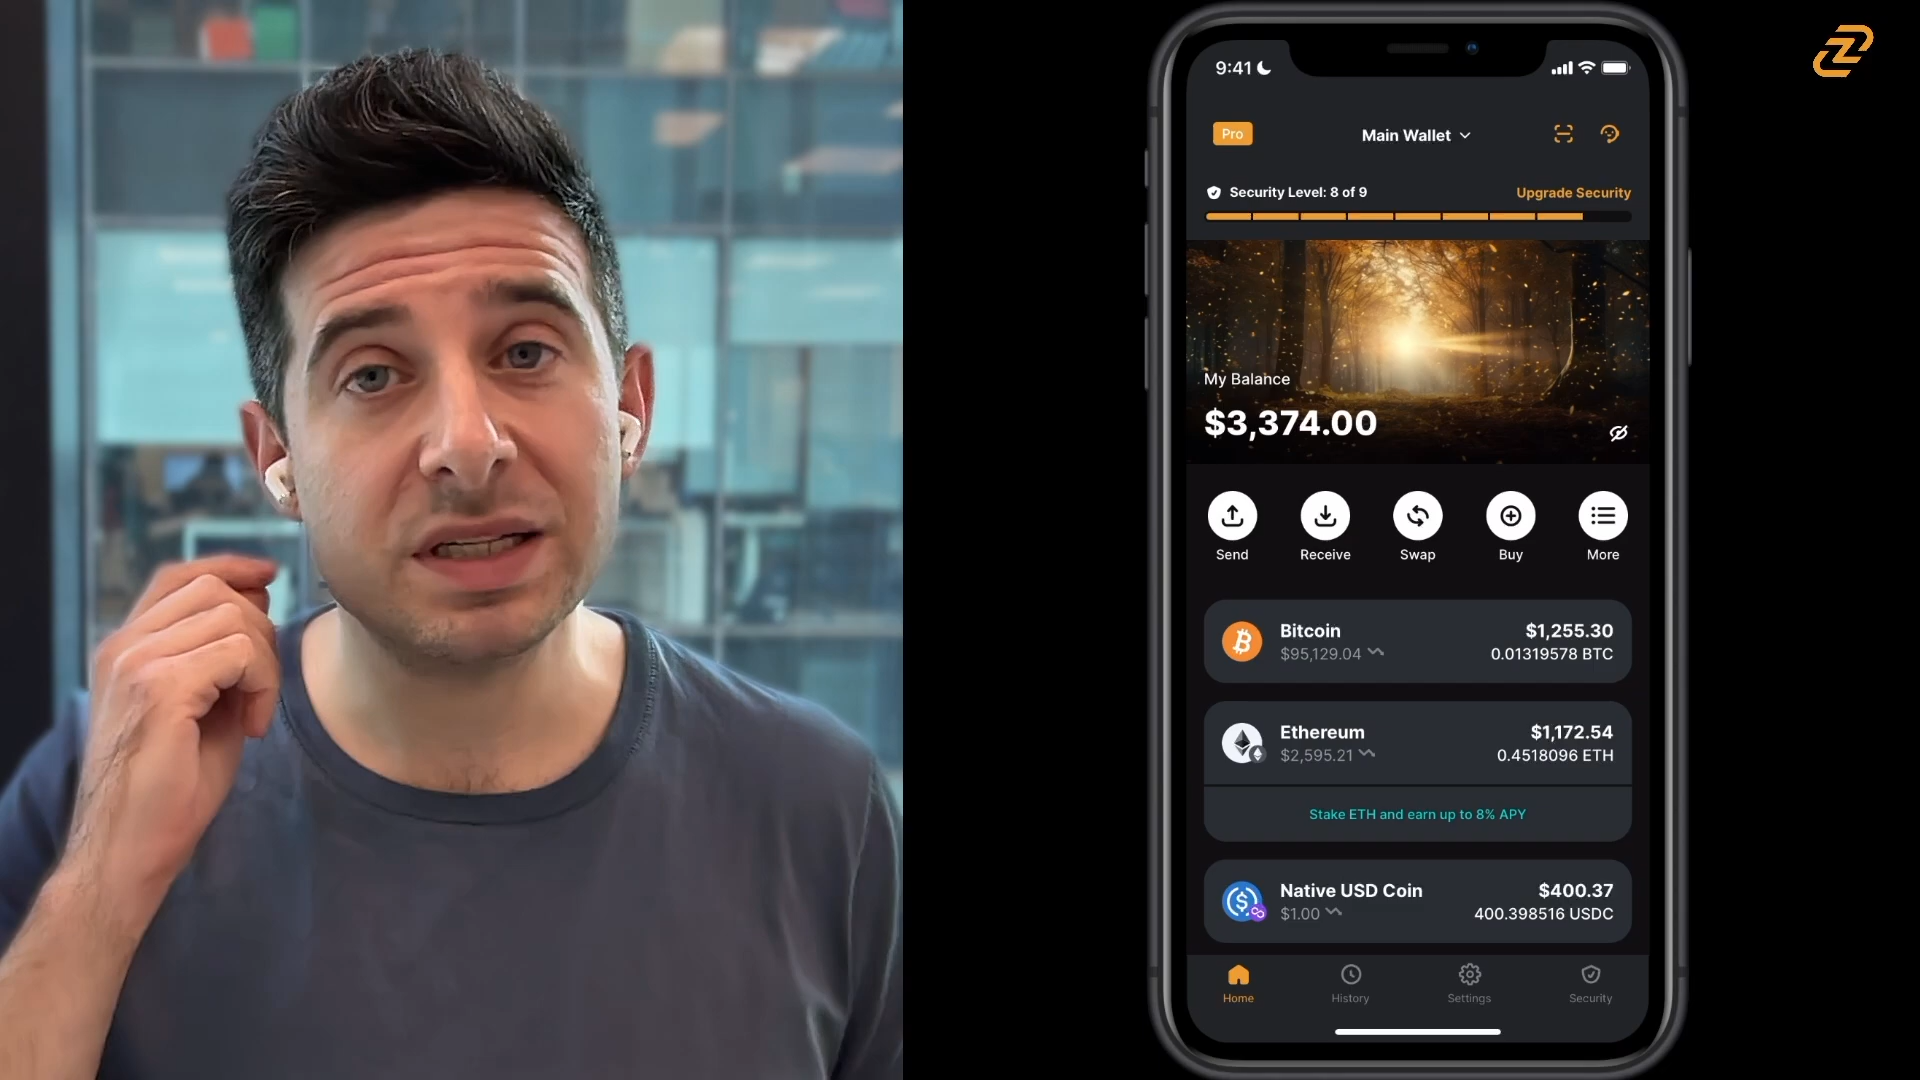 9:41
Pro
Main Wallet
Security Level: 8 of 9
Upgrade Security
My Balance
$3,374.00
Send
Receive
Swap
Buy
More
Bitcoin
$1,255.30
$95,129.04
0.01319578 BTC
Ethereum
$1,172.54
$2,595.21
0.4518096 ETH
Stake ETH and earn up to 8% APY
Native USD Coin
$400.37
$1.00
400.398516 USDC
Home
History
Settings
Security